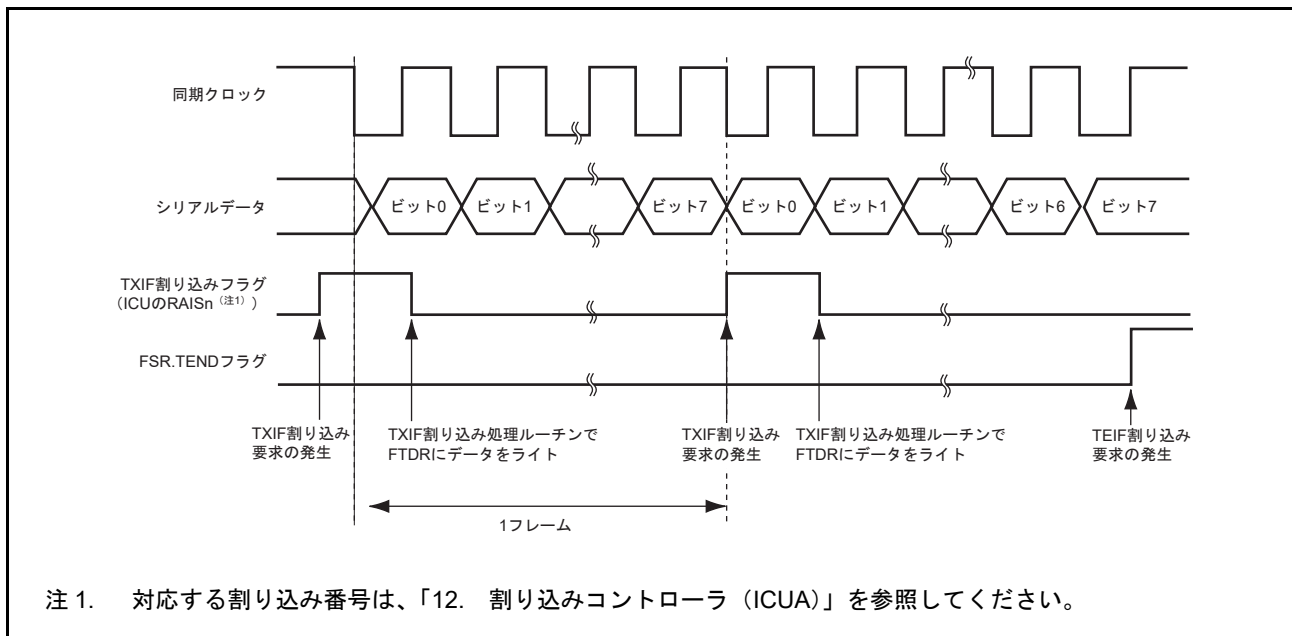 同期クロック
シリアルデータ
ビット0
ビット1
ビット7
ビット0
ビット1
ビット6
ビット7
TXIF割り込みフラグ
（ICUのRAISn（注1））
FSR.TENDフラグ
TXIF割り込み
要求の発生
TXIF割り込み処理ルーチンで
FTDRにデータをライト
TXIF割り込み
要求の発生
TXIF割り込み処理ルーチンで
FTDRにデータをライト
TEIF割り込み
要求の発生
1フレーム
注 1. 対応する割り込み番号は、「12. 割り込みコントローラ（ICUA）」を参照してください。